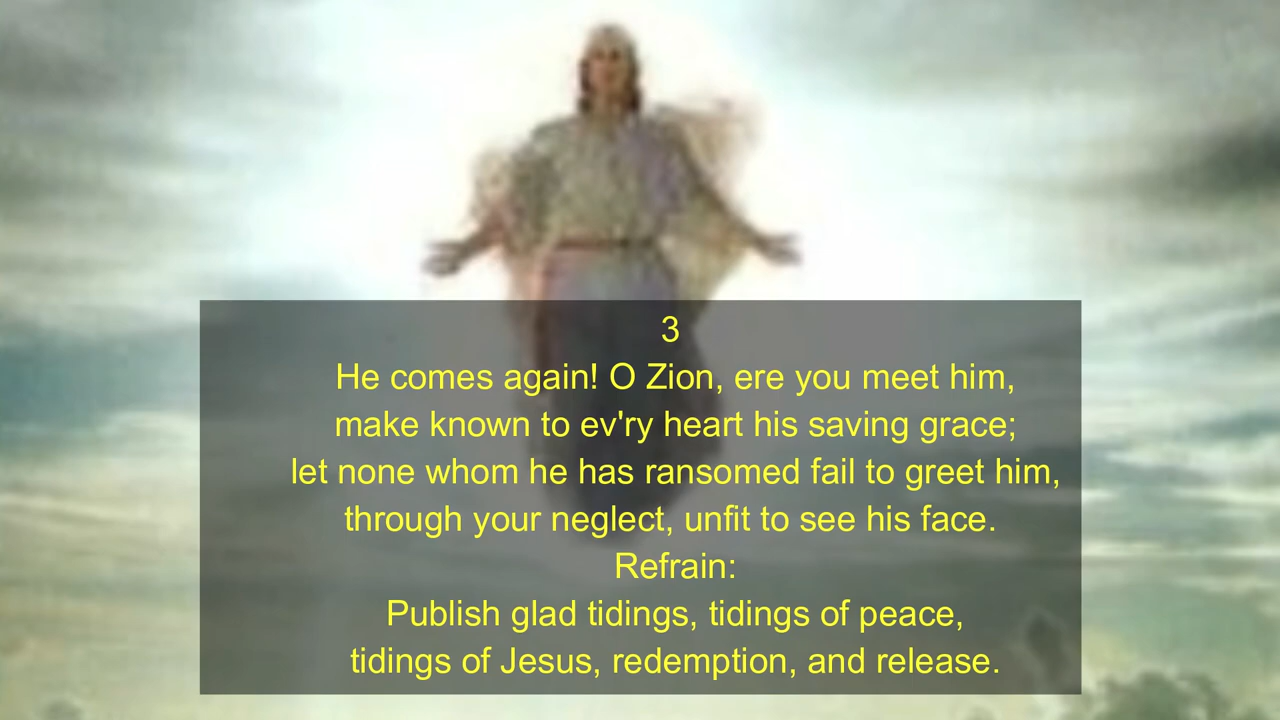 3
He comes again! O Zion, ere you meet him,
make known to ev'ry heart his saving grace;
let none whom he has ransomed fail to greet him,
through your neglect, unfit to see his face.
Refrain:
Publish glad tidings, tidings of peace,
tidings of Jesus, redemption, and release.